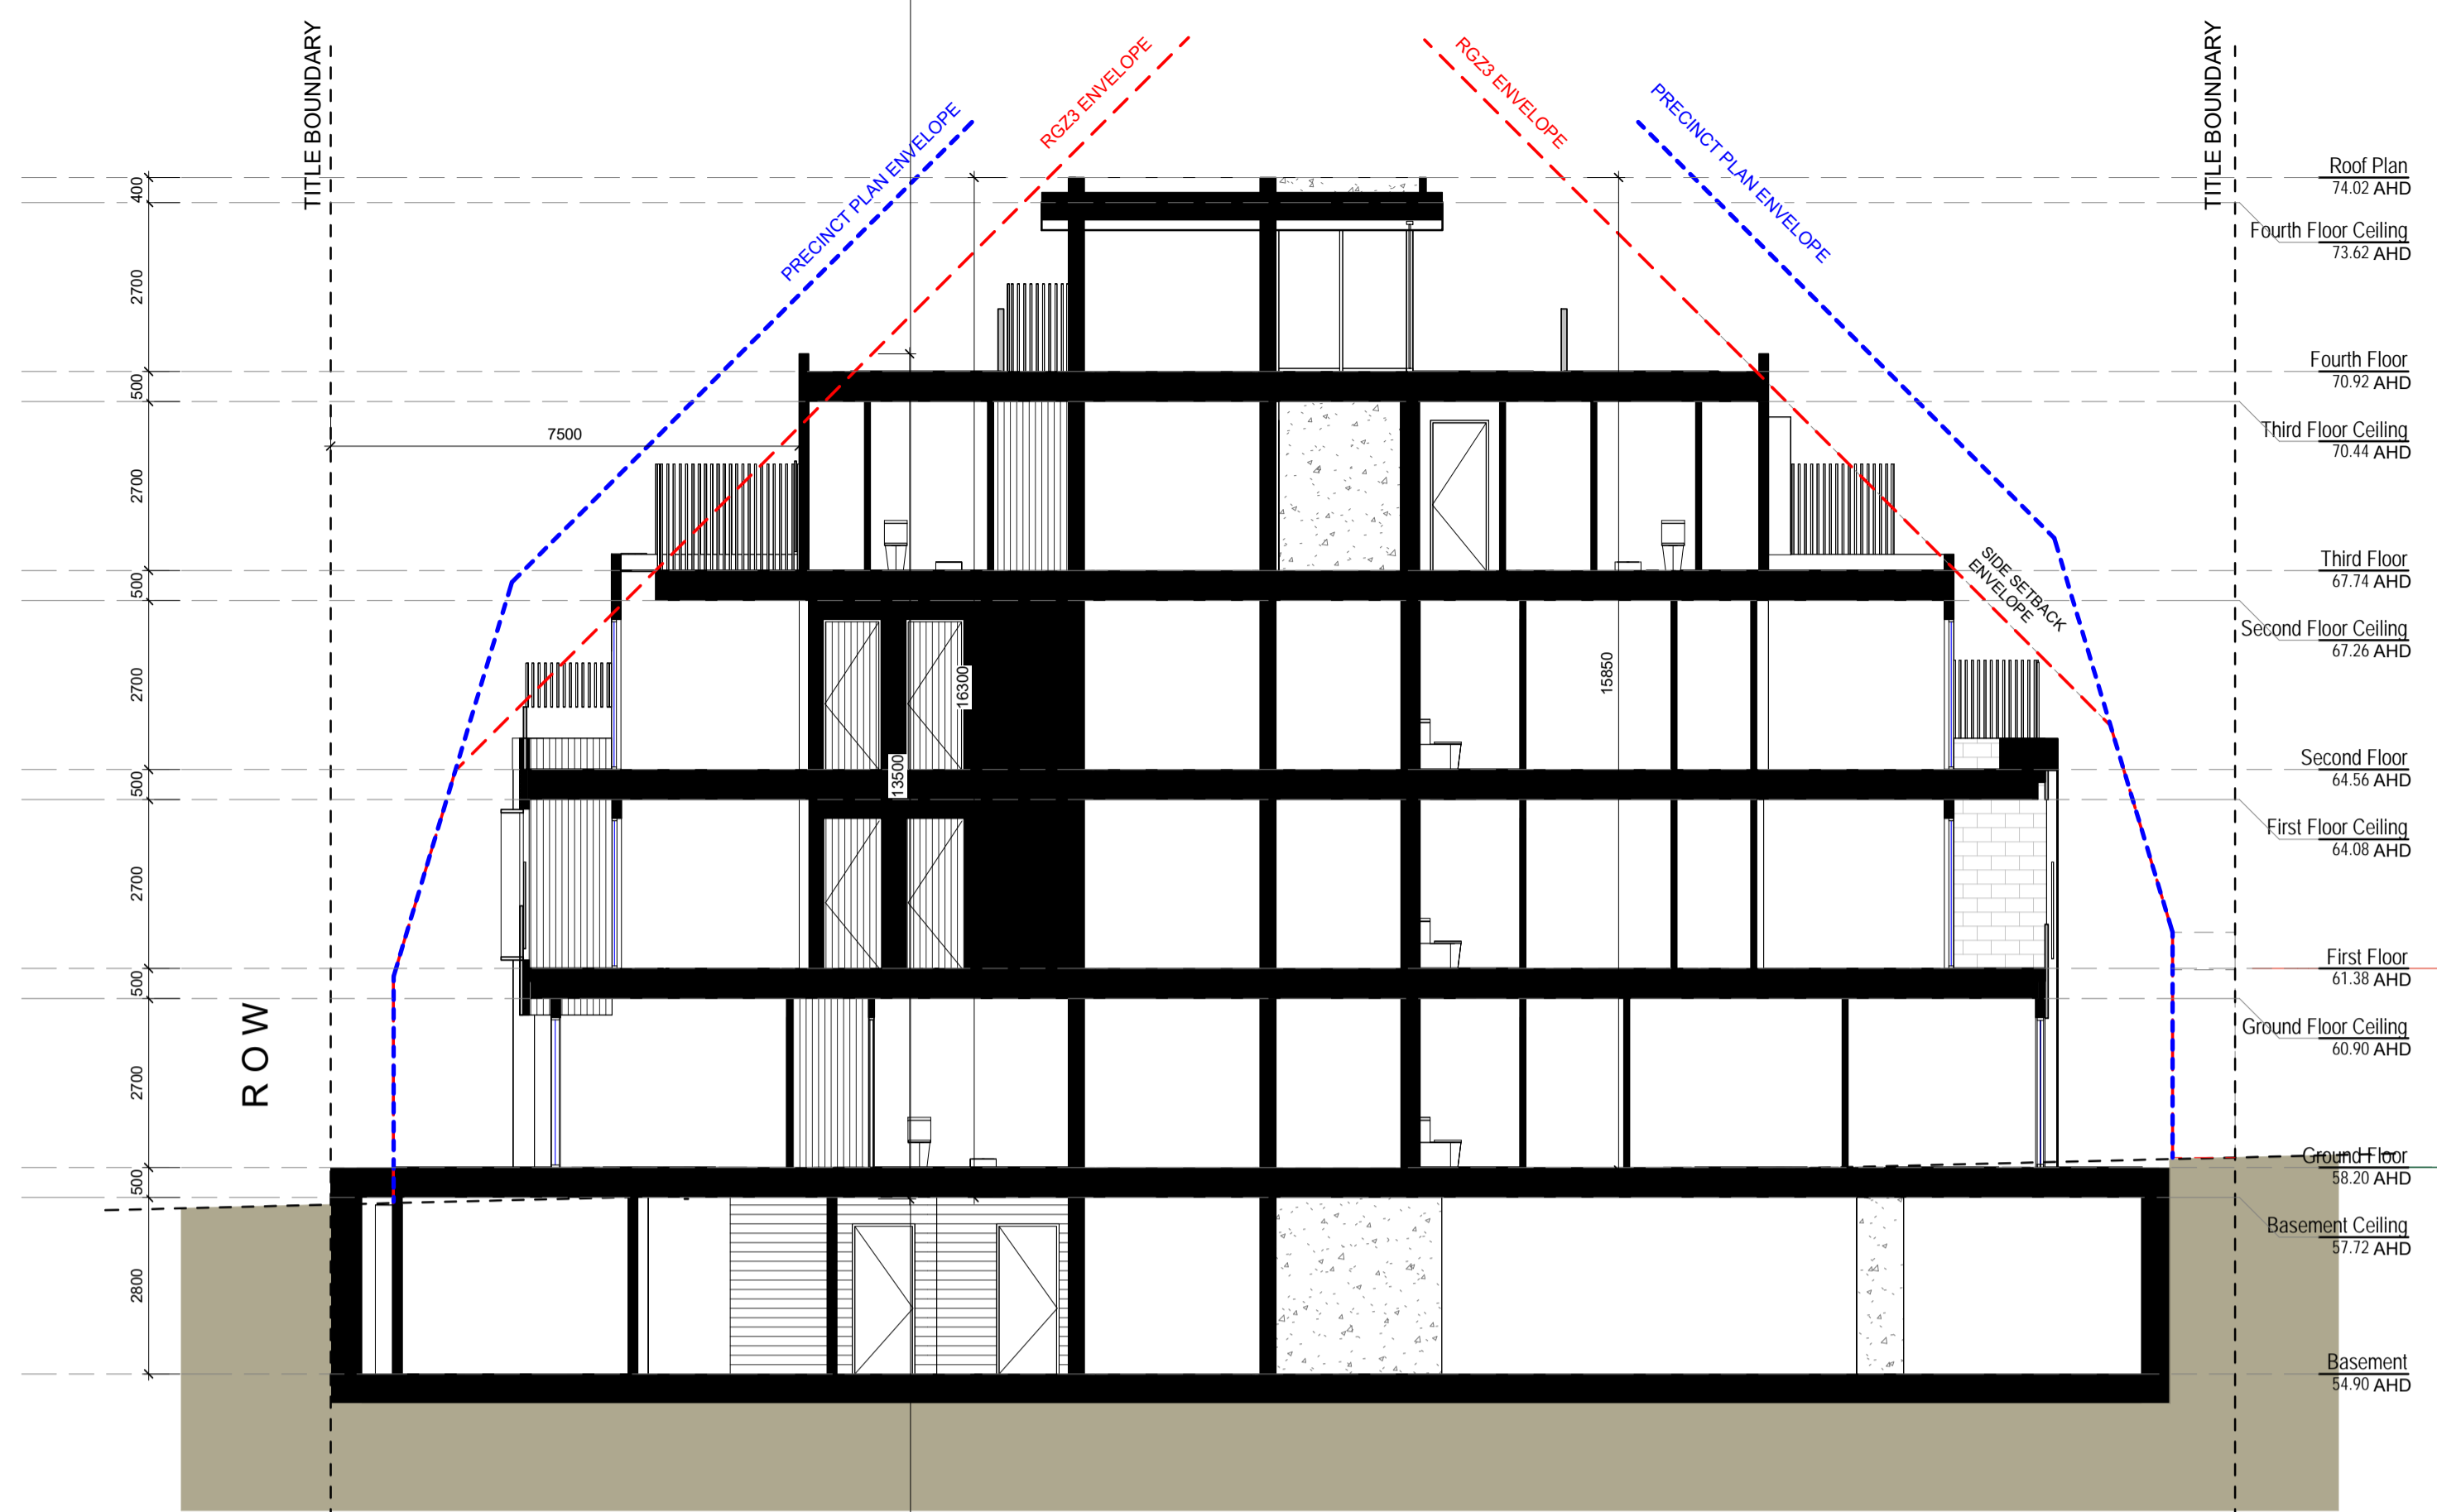 TITLE BOUNDARY
PRECINCT PLAN ENVELOPE
RGZ3 ENVELOPE
RGZ3 ENVELOPE
PRECINCT PLAN ENVELOPE
TITLE BOUNDARY
400
2700
500
2700
500
2700
500
2700
500
2700
500
2800
7500
13500
16300
15850
SIDE SETBACK
ENVELOPE
ROW
Roof Plan
74.02 AHD
Fourth Floor Ceiling
73.62 AHD
Fourth Floor
70.92 AHD
Third Floor Ceiling
70.44 AHD
Third Floor
67.74 AHD
Second Floor Ceiling
67.26 AHD
Second Floor
64.56 AHD
First Floor Ceiling
64.08 AHD
First Floor
61.38 AHD
Ground Floor Ceiling
60.90 AHD
Ground Floor
58.20 AHD
Basement Ceiling
57.72 AHD
Basement
54.90 AHD